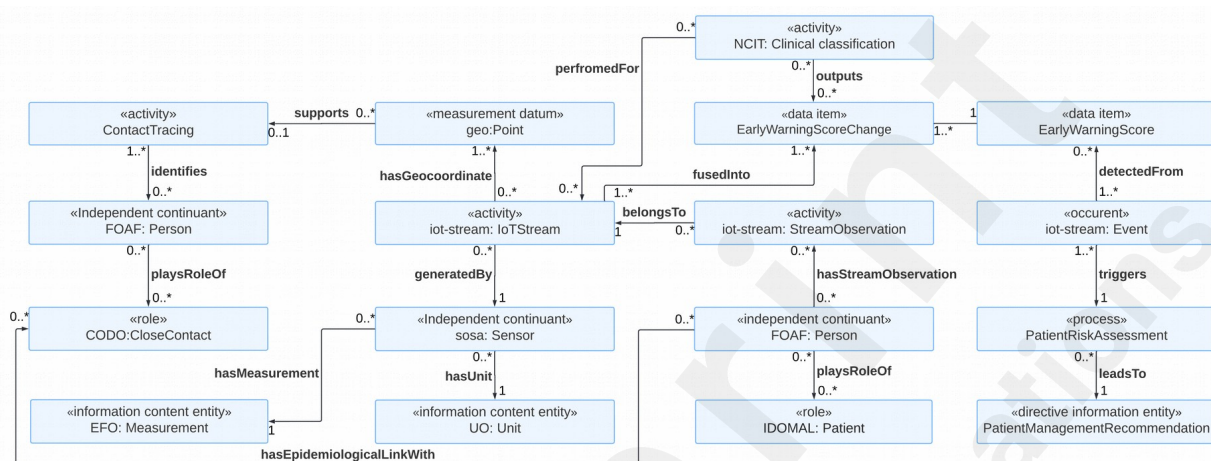 0..*
«activity»
NCIT: Clinical classification
perfromedFor
0..*
outputs
0..*
«activity»
ContactTracing
supports
0..*
0..1
«measurement datum»
geo:Point
«data item»
EarlyWarningScoreChange
1
1..*
«data item»
EarlyWarningScore
1..*
identifies
0..*
1..*
hasGeocoordinate
0..*
0..*
1..*
fusedInto
1..*
0..*
detectedFrom
1..*
«Independent continuant»
FOAF: Person
«activity»
iot-stream: IoTStream
belongsTo
1
0..*
«activity»
iot-stream: StreamObservation
«occurent»
iot-stream: Event
0..*
playsRoleOf
0..*
0..*
generatedBy
1
0..*
hasStreamObservation
0..*
1..*
triggers
1
0..*
«role»
CODO:CloseContact
0..*
«Independent continuant»
sosa: Sensor
0..*
«independent continuant»
FOAF: Person
«process»
PatientRiskAssessment
hasMeasurement
0..*
hasUnit
1
0..*
playsRoleOf
0..*
0..*
leadsTo
1
«information content entity»
EFO: Measurement
1
«information content entity»
UO: Unit
«role»
IDOMAL: Patient
«directive information entity»
PatientManagementRecommendation
hasEpidemiologicalLinkWith